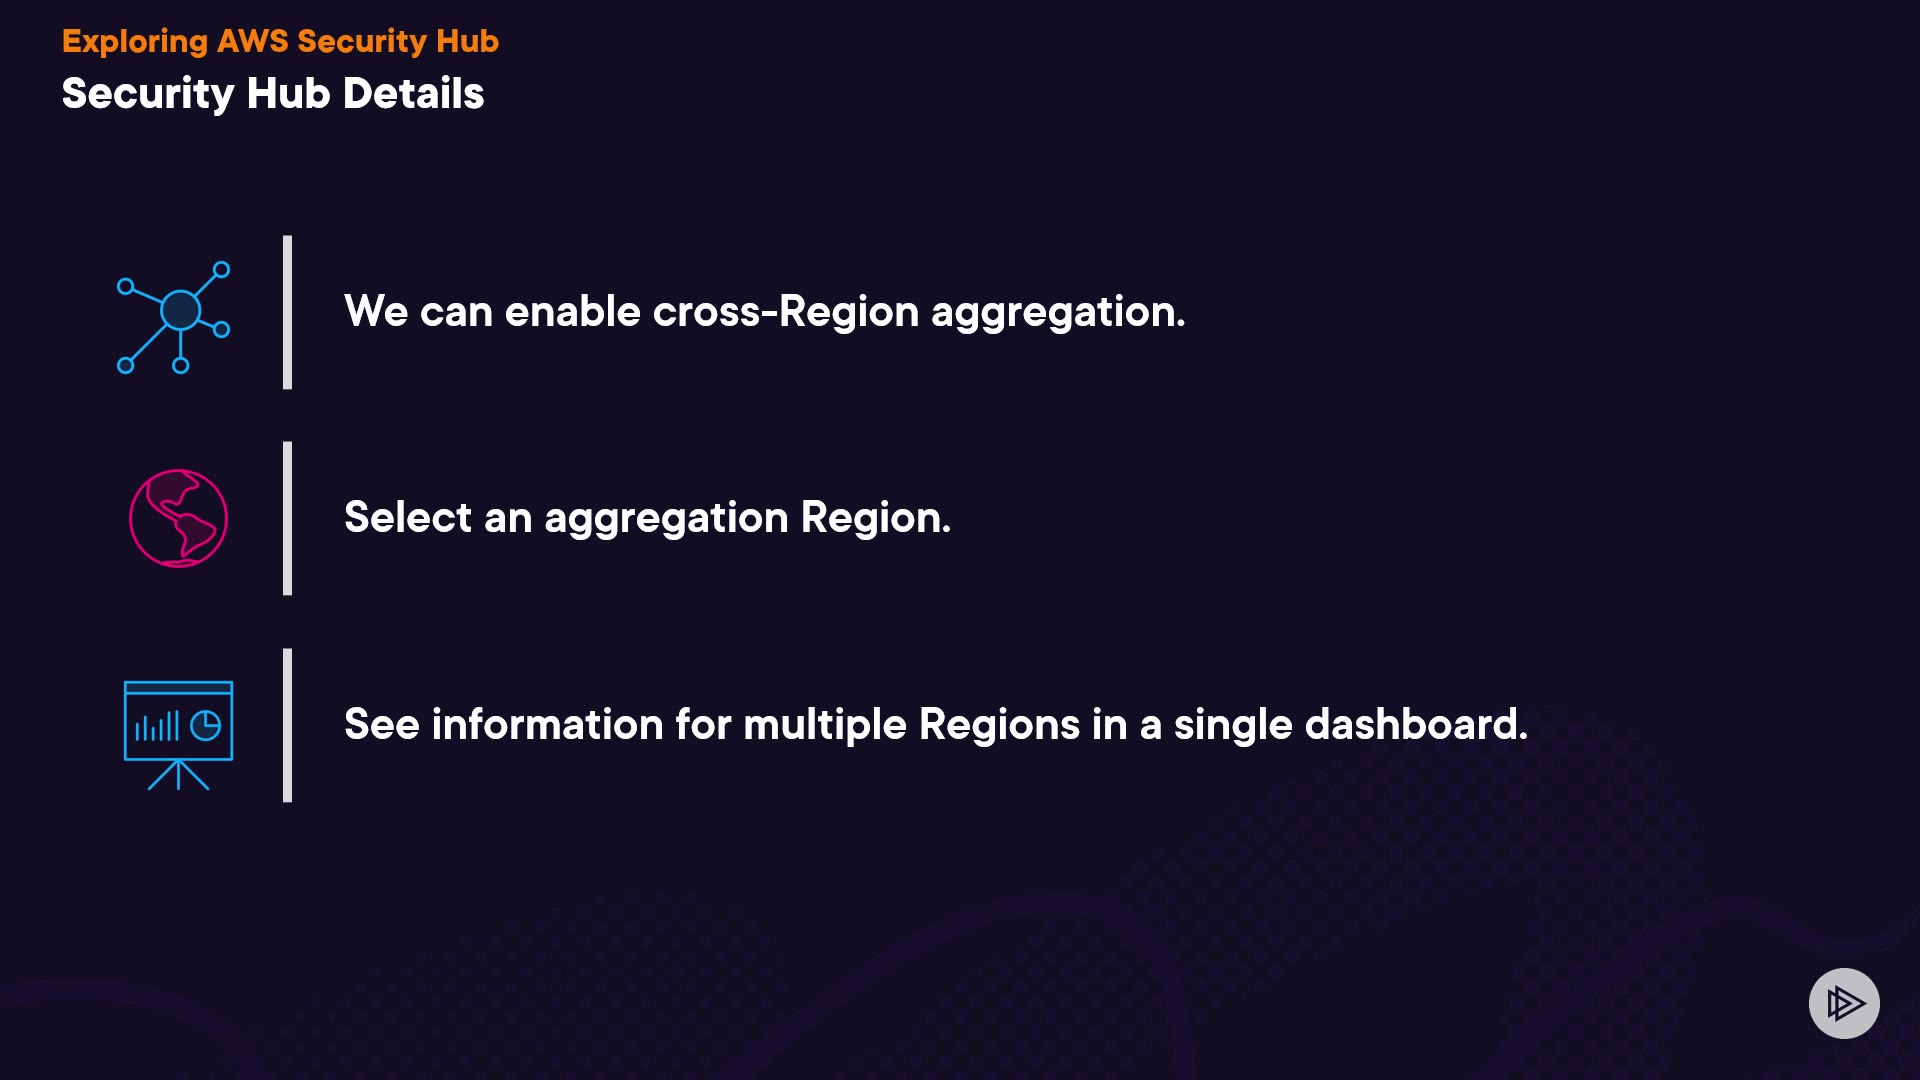 Exploring AWS Security Hub
Security Hub Details
We can enable cross-Region aggregation.
Select an aggregation Region.
See information for multiple Regions in a single dashboard.